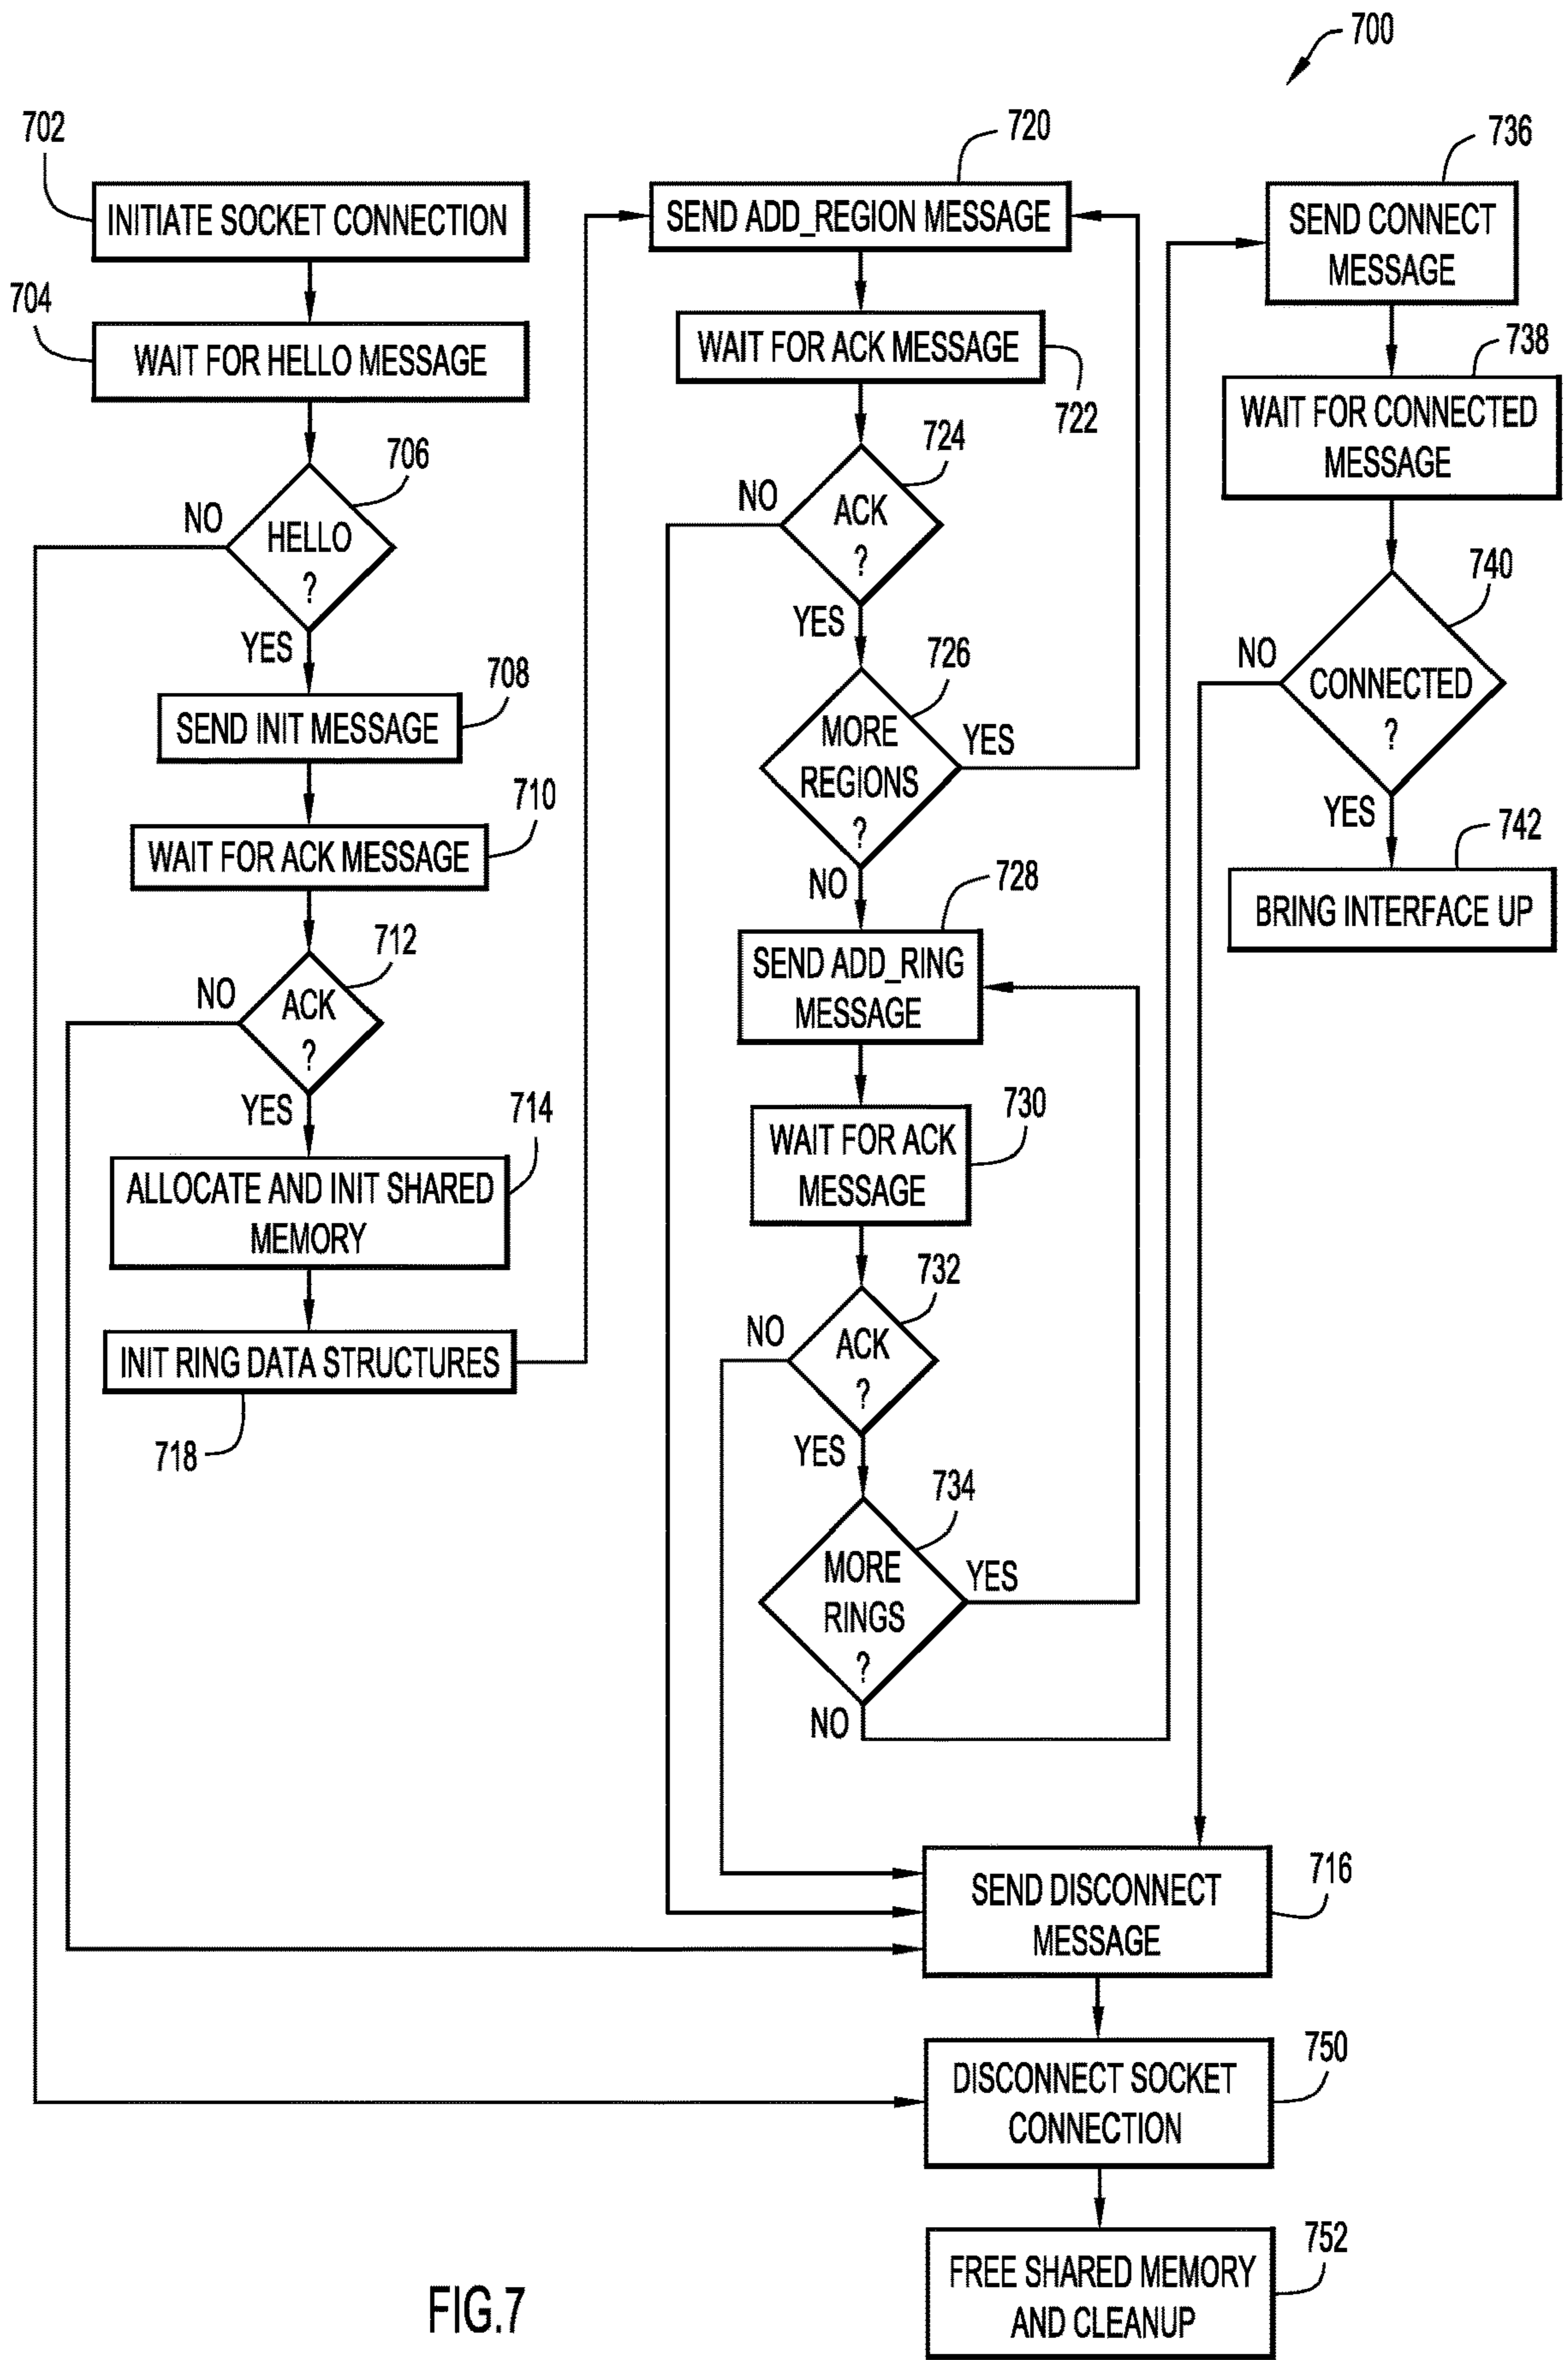 700
702
INITIATE SOCKET CONNECTION
704
WAIT FOR HELLO MESSAGE
706
NO
HELLO
?
YES
708
SEND INIT MESSAGE
710
WAIT FOR ACK MESSAGE
712
NO
ACK
?
YES
714
ALLOCATE AND INIT SHARED
MEMORY
INIT RING DATA STRUCTURES
718
720
SEND ADD_REGION MESSAGE
WAIT FOR ACK MESSAGE
722
724
NO
ACK
?
YES
726
MORE
REGIONS
?
YES
NO
728
SEND ADD_RING
MESSAGE
730
WAIT FOR ACK
MESSAGE
732
NO
ACK
?
YES
734
MORE
RINGS
?
YES
NO
736
SEND CONNECT
MESSAGE
738
WAIT FOR CONNECTED
MESSAGE
740
NO
CONNECTED
?
YES
742
BRING INTERFACE UP
716
SEND DISCONNECT
MESSAGE
750
DISCONNECT SOCKET
CONNECTION
752
FREE SHARED MEMORY
AND CLEANUP
FIG.7